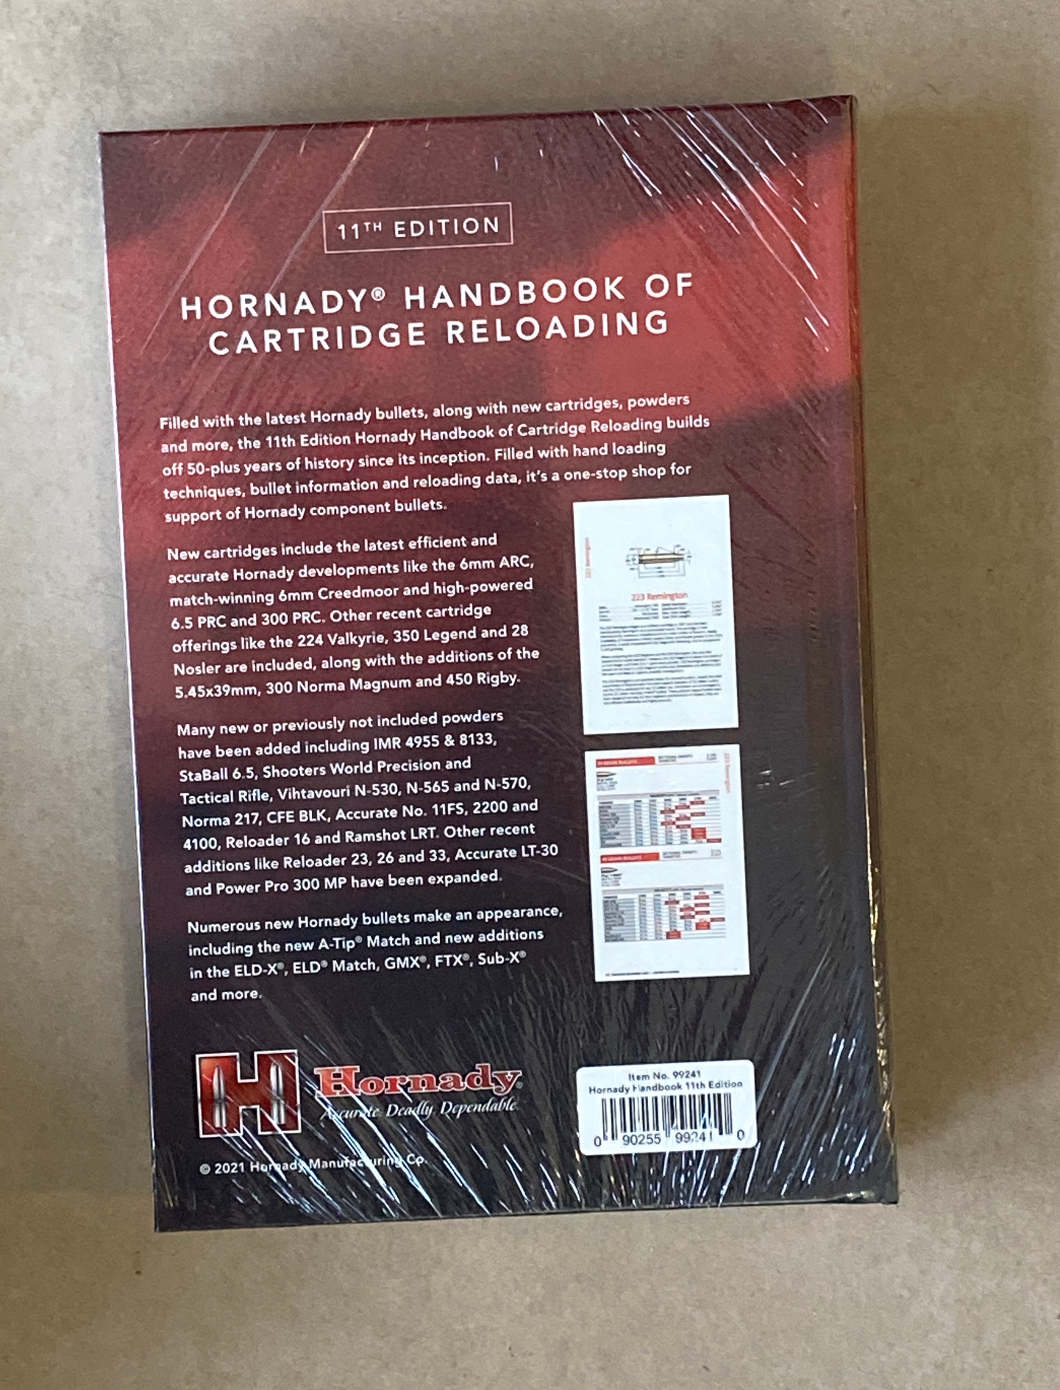 11TH EDITION
HORNADY® HANDBOOK OF
CARTRIDGE RELOADING
Filled with the latest Hornady bullets, along with new cartridges, powders
and more, the 11th Edition Hornady Handbook of Cartridge Reloading builds
off 50-plus years of history since its inception. Filled with hand loading
techniques, bullet information and reloading data, it's a one-stop shop for
support of Hornady component bullets.
New cartridges include the latest efficient and
accurate Hornady developments like the 6mm ARC,
match-winning 6mm Creedmoor and high-powered
6.5 PRC and 300 PRC. Other recent cartridge
offerings like the 224 Valkyrie, 350 Legend and 28
Nosler are included, along with the additions of the
5.45x39mm, 300 Norma Magnum and 450 Rigby.
Many new or previously not included powders
have been added including IMR 4955 & 8133,
StaBall 6.5, Shooters World Precision and
Tactical Rifle, Vihtavouri N-530, N-565 and N-570,
Norma 217, CFE BLK, Accurate No. 11FS, 2200 and
4100, Reloader 16 and Ramshot LRT. Other recent
additions like Reloader 23, 26 and 33, Accurate LT-30
and Power Pro 300 MP have been expanded.
Numerous new Hornady bullets make an appearance,
including the new A-Tip® Match and new additions
in the ELD-X®, ELD® Match, GMX®, FTX®, Sub-X®
and more.
223 Remington
223 Remington
223 Remington
H Hornady®
Accurate. Deadly. Dependable.
© 2021 Hornady Manufacturing Co.
Item No. 99241
Hornady Handbook 11th Edition
0 90255 99241 0